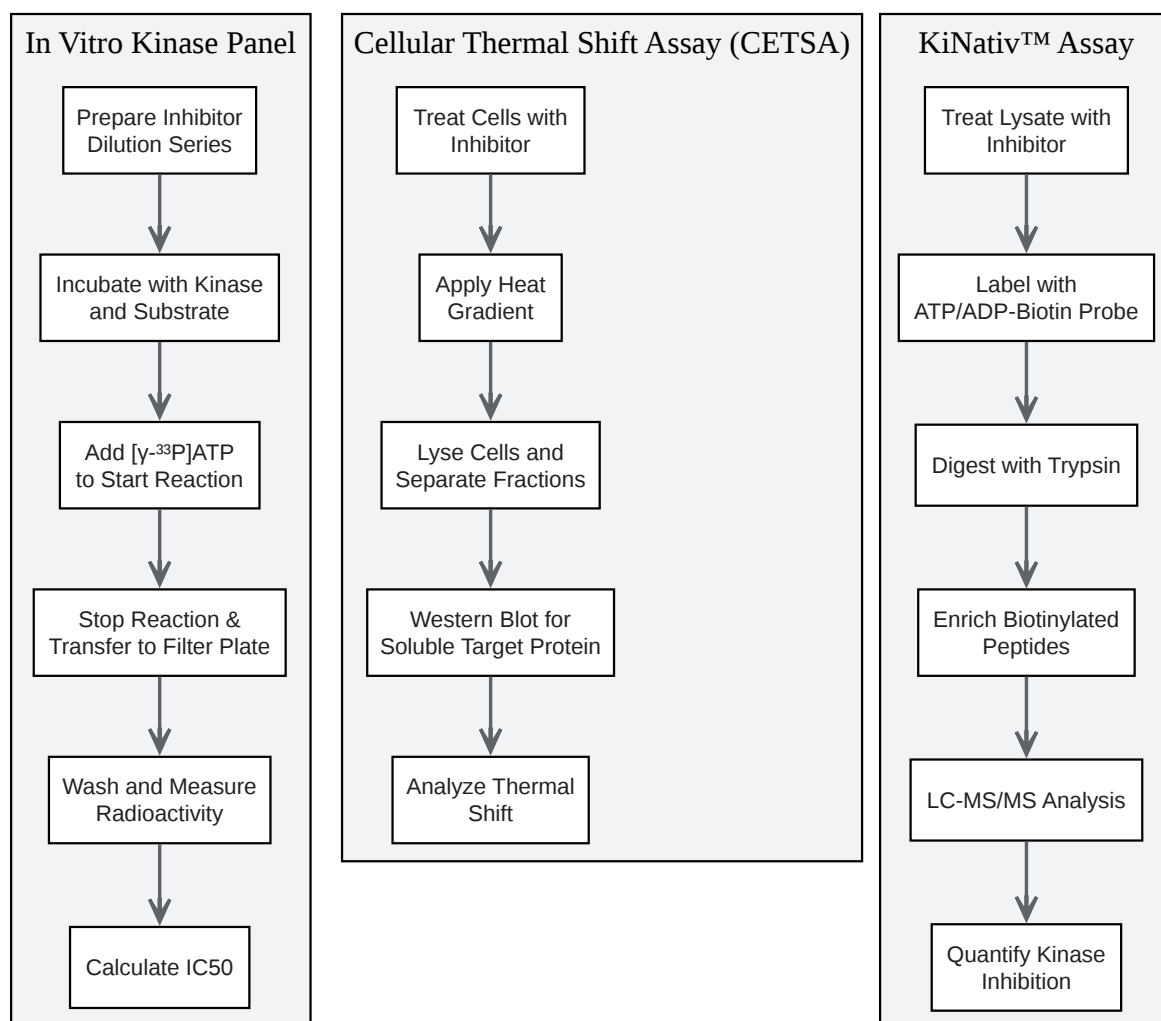 In Vitro Kinase Panel
Prepare Inhibitor
Dilution Series
Incubate with Kinase
and Substrate
Add [γ-³³P]ATP
to Start Reaction
Stop Reaction &
Transfer to Filter Plate
Wash and Measure
Radioactivity
Calculate IC50
Cellular Thermal Shift Assay (CETSA)
Treat Cells with
Inhibitor
Apply Heat
Gradient
Lyse Cells and
Separate Fractions
Western Blot for
Soluble Target Protein
Analyze Thermal
Shift
KiNativ™ Assay
Treat Lysate with
Inhibitor
Label with
ATP/ADP-Biotin Probe
Digest with Trypsin
Enrich Biotinylated
Peptides
LC-MS/MS Analysis
Quantify Kinase
Inhibition